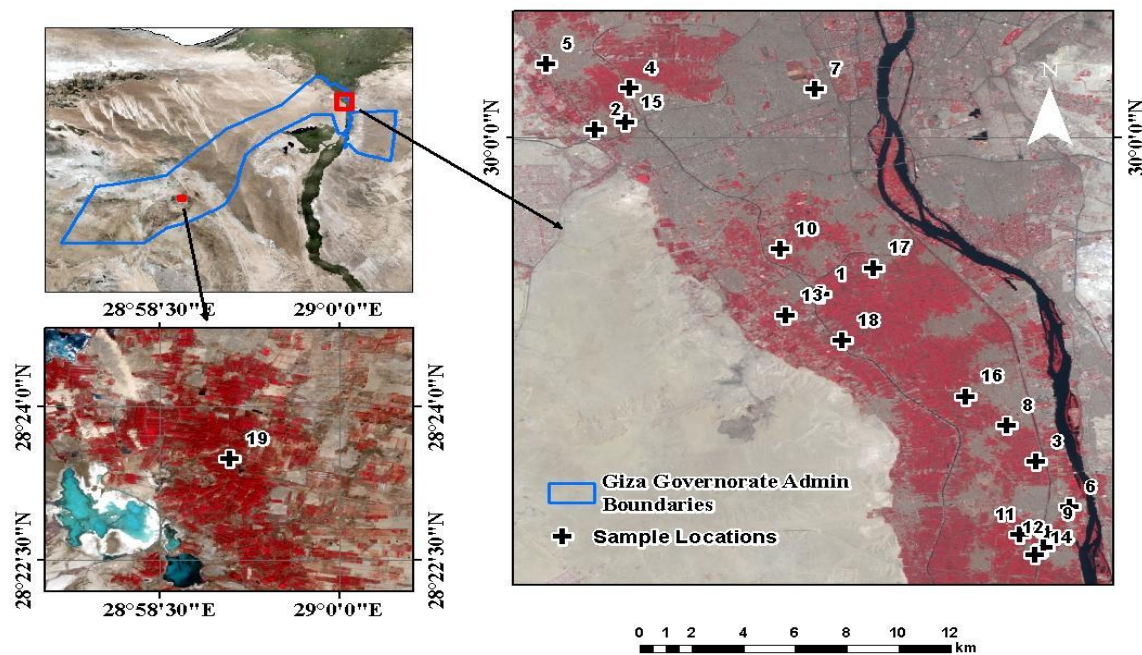 5
4
7
2 15
30°0'0"N
N
30°0'0"N
10
17
1
13
18
16
8
3
6
9
11
12
14
Giza Governorate Admin
Boundaries
Sample Locations
28°58'30"E 29°0'0"E
28°24'0"N
28°24'0"N
19
28°22'30"N
28°22'30"N
28°58'30"E 29°0'0"E
0 1 2 4 6 8 10 12
km